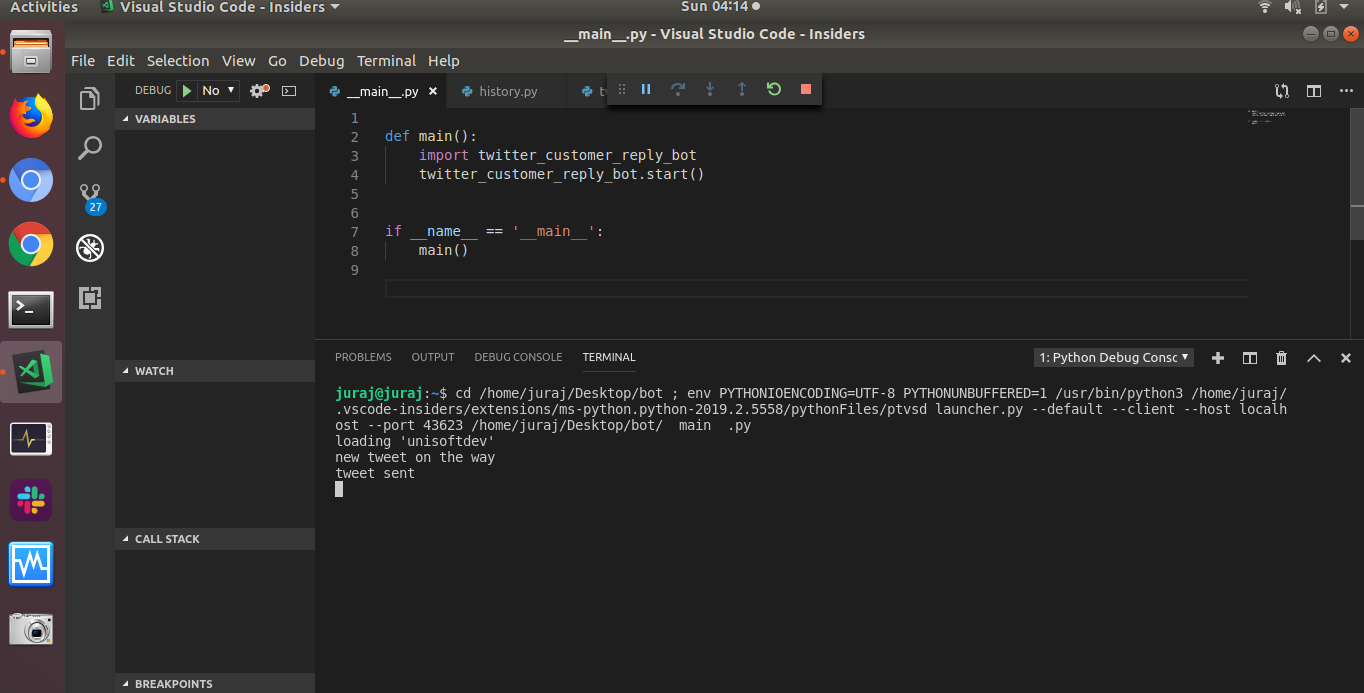 Activities
Visual Studio Code - Insiders
Sun 04:14
__main__.py - Visual Studio Code - Insiders
File Edit Selection View Go Debug Terminal Help
DEBUG No
__main__.py
history.py
VARIABLES
1
2 def main():
3 import twitter_customer_reply_bot
4 twitter_customer_reply_bot.start()
5
6
7 if __name__ == '__main__':
8 main()
9
27
WATCH
CALL STACK
BREAKPOINTS
PROBLEMS OUTPUT DEBUG CONSOLE TERMINAL
1: Python Debug Consc
juraj@juraj:~$ cd /home/juraj/Desktop/bot ; env PYTHONIOENCODING=UTF-8 PYTHONUNBUFFERED=1 /usr/bin/python3 /home/juraj/
.vscode-insiders/extensions/ms-python.python-2019.2.5558/pythonFiles/ptvsd launcher.py --default --client --host localh
ost --port 43623 /home/juraj/Desktop/bot/  main  .py
loading 'unisoftdev'
new tweet on the way
tweet sent